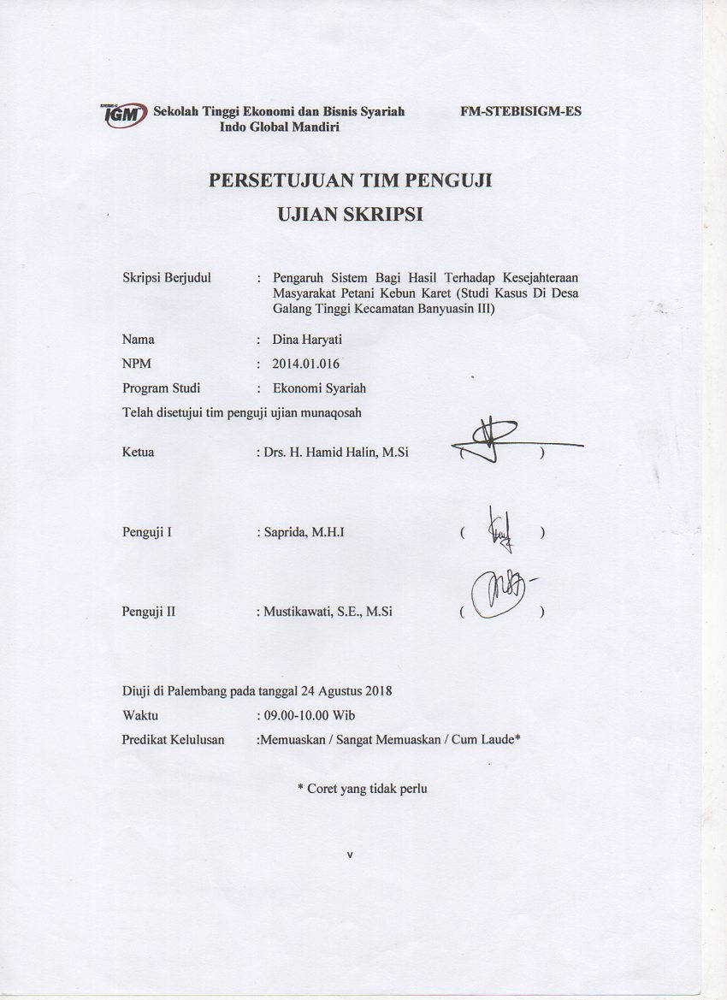 STEBIS IGM Sekolah Tinggi Ekonomi dan Bisnis Syariah FM-STEBISIGM-ES
Indo Global Mandiri
PERSETUJUAN TIM PENGUJI
UJIAN SKRIPSI
Skripsi Berjudul : Pengaruh Sistem Bagi Hasil Terhadap Kesejahteraan
Masyarakat Petani Kebun Karet (Studi Kasus Di Desa
Galang Tinggi Kecamatan Banyuasin III)
Nama : Dina Haryati
NPM : 2014.01.016
Program Studi : Ekonomi Syariah
Telah disetujui tim penguji ujian munaqosah
Ketua : Drs. H. Hamid Halin, M.Si ( )
Penguji I : Saprida, M.H.I ( )
Penguji II : Mustikawati, S.E., M.Si ( )
Diuji di Palembang pada tanggal 24 Agustus 2018
Waktu : 09.00-10.00 Wib
Predikat Kelulusan :Memuaskan / Sangat Memuaskan / Cum Laude*
* Coret yang tidak perlu
v